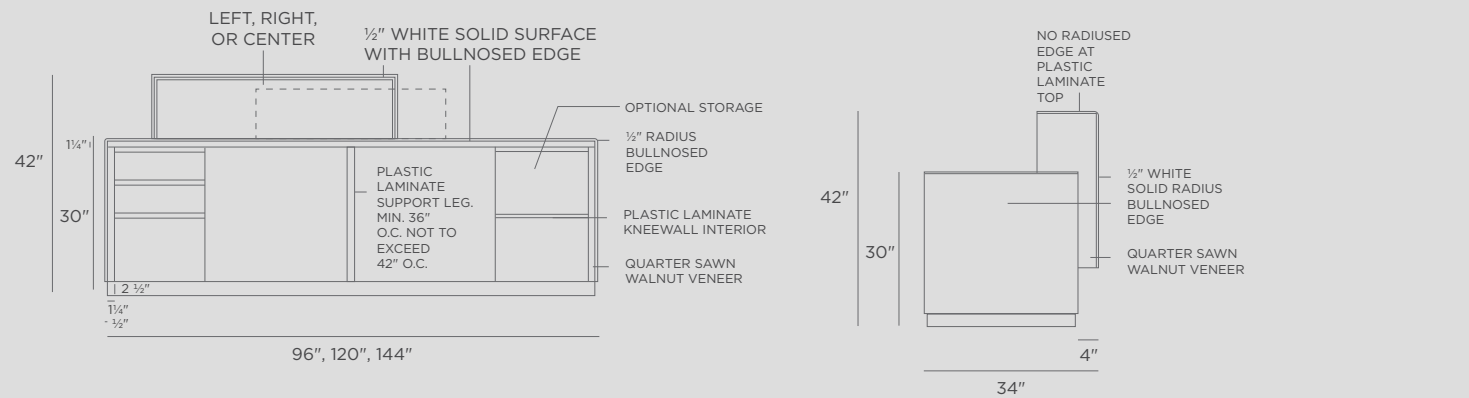 LEFT, RIGHT,
OR CENTER
½" WHITE SOLID SURFACE
WITH BULLNOSED EDGE
42"
1¼"
30"
PLASTIC
LAMINATE
SUPPORT LEG.
MIN. 36"
O.C. NOT TO
EXCEED
42" O.C.
OPTIONAL STORAGE
½" RADIUS
BULLNOSED
EDGE
PLASTIC LAMINATE
KNEEWALL INTERIOR
QUARTER SAWN
WALNUT VENEER
2 ½"
1¼"
½"
96", 120", 144"
NO RADIUSED
EDGE AT
PLASTIC
LAMINATE
TOP
42"
30"
½" WHITE
SOLID RADIUS
BULLNOSED
EDGE
QUARTER SAWN
WALNUT VENEER
4"
34"